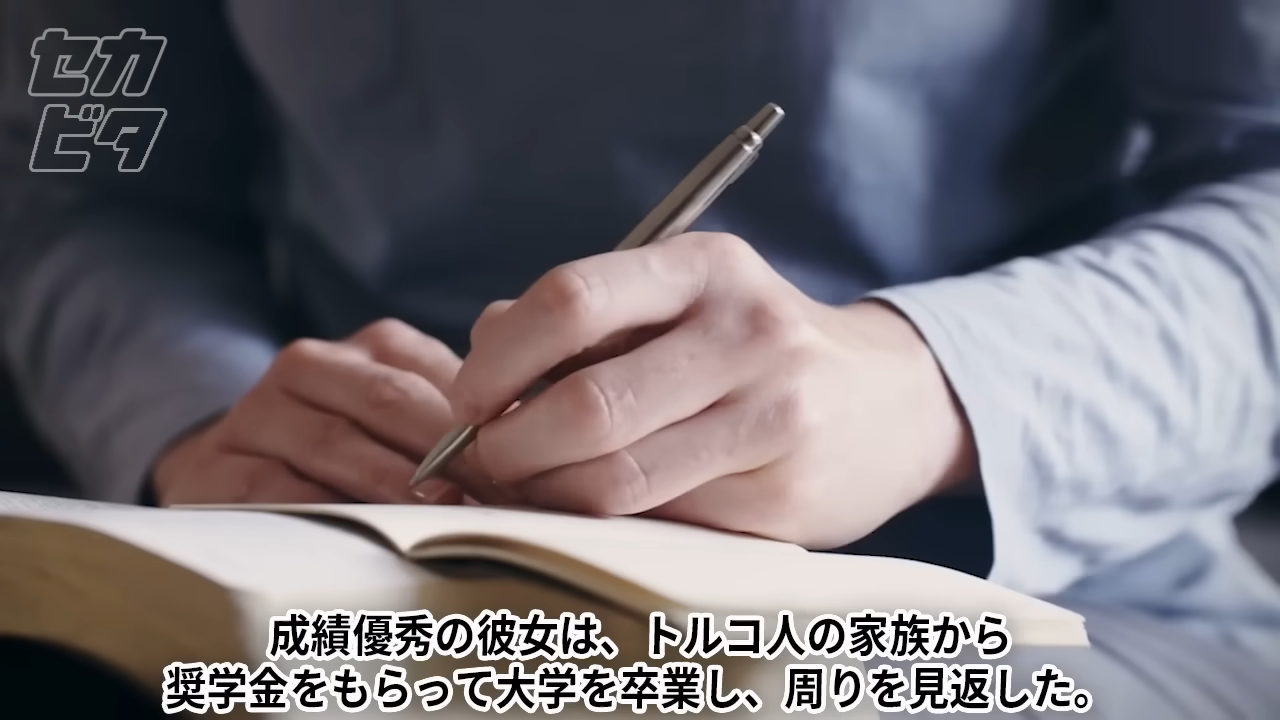 セカ
ビタ
成績優秀の彼女は、トルコ人の家族から
奨学金をもらって大学を卒業し、周りを見返した。